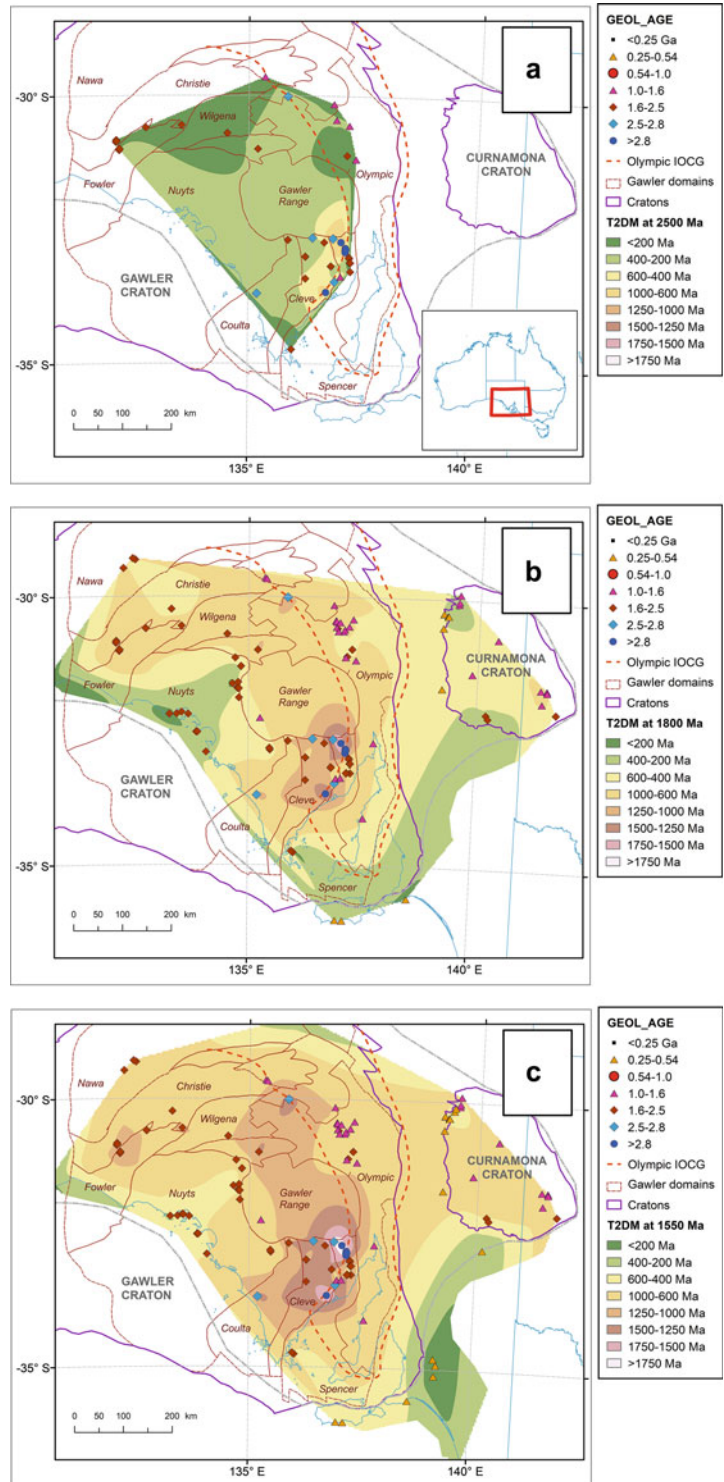 a
-30° S
-35° S
135° E
140° E
Nawa
Christie
Wilgena
Fowler
Nuyts
Gawler
Range
Olympic
CURNAMONA
CRATON
GAWLER
CRATON
Cleve
Coulta
Spencer
0 50 100 200 km
GEOL_AGE
<0.25 Ga
0.25-0.54
0.54-1.0
1.0-1.6
1.6-2.5
2.5-2.8
>2.8
Olympic IOCG
Gawler domains
Cratons
T2DM at 2500 Ma
<200 Ma
400-200 Ma
600-400 Ma
1000-600 Ma
1250-1000 Ma
1500-1250 Ma
1750-1500 Ma
>1750 Ma
b
-30° S
-35° S
135° E
140° E
Nawa
Christie
Wilgena
Fowler
Nuyts
Gawler
Range
Olympic
CURNAMONA
CRATON
GAWLER
CRATON
Cleve
Coulta
Spencer
0 50 100 200 km
GEOL_AGE
<0.25 Ga
0.25-0.54
0.54-1.0
1.0-1.6
1.6-2.5
2.5-2.8
>2.8
Olympic IOCG
Gawler domains
Cratons
T2DM at 1800 Ma
<200 Ma
400-200 Ma
600-400 Ma
1000-600 Ma
1250-1000 Ma
1500-1250 Ma
1750-1500 Ma
>1750 Ma
c
-30° S
-35° S
135° E
140° E
Nawa
Christie
Wilgena
Fowler
Nuyts
Gawler
Range
Olympic
CURNAMONA
CRATON
GAWLER
CRATON
Cleve
Coulta
Spencer
0 50 100 200 km
GEOL_AGE
<0.25 Ga
0.25-0.54
0.54-1.0
1.0-1.6
1.6-2.5
2.5-2.8
>2.8
Olympic IOCG
Gawler domains
Cratons
T2DM at 1550 Ma
<200 Ma
400-200 Ma
600-400 Ma
1000-600 Ma
1250-1000 Ma
1500-1250 Ma
1750-1500 Ma
>1750 Ma